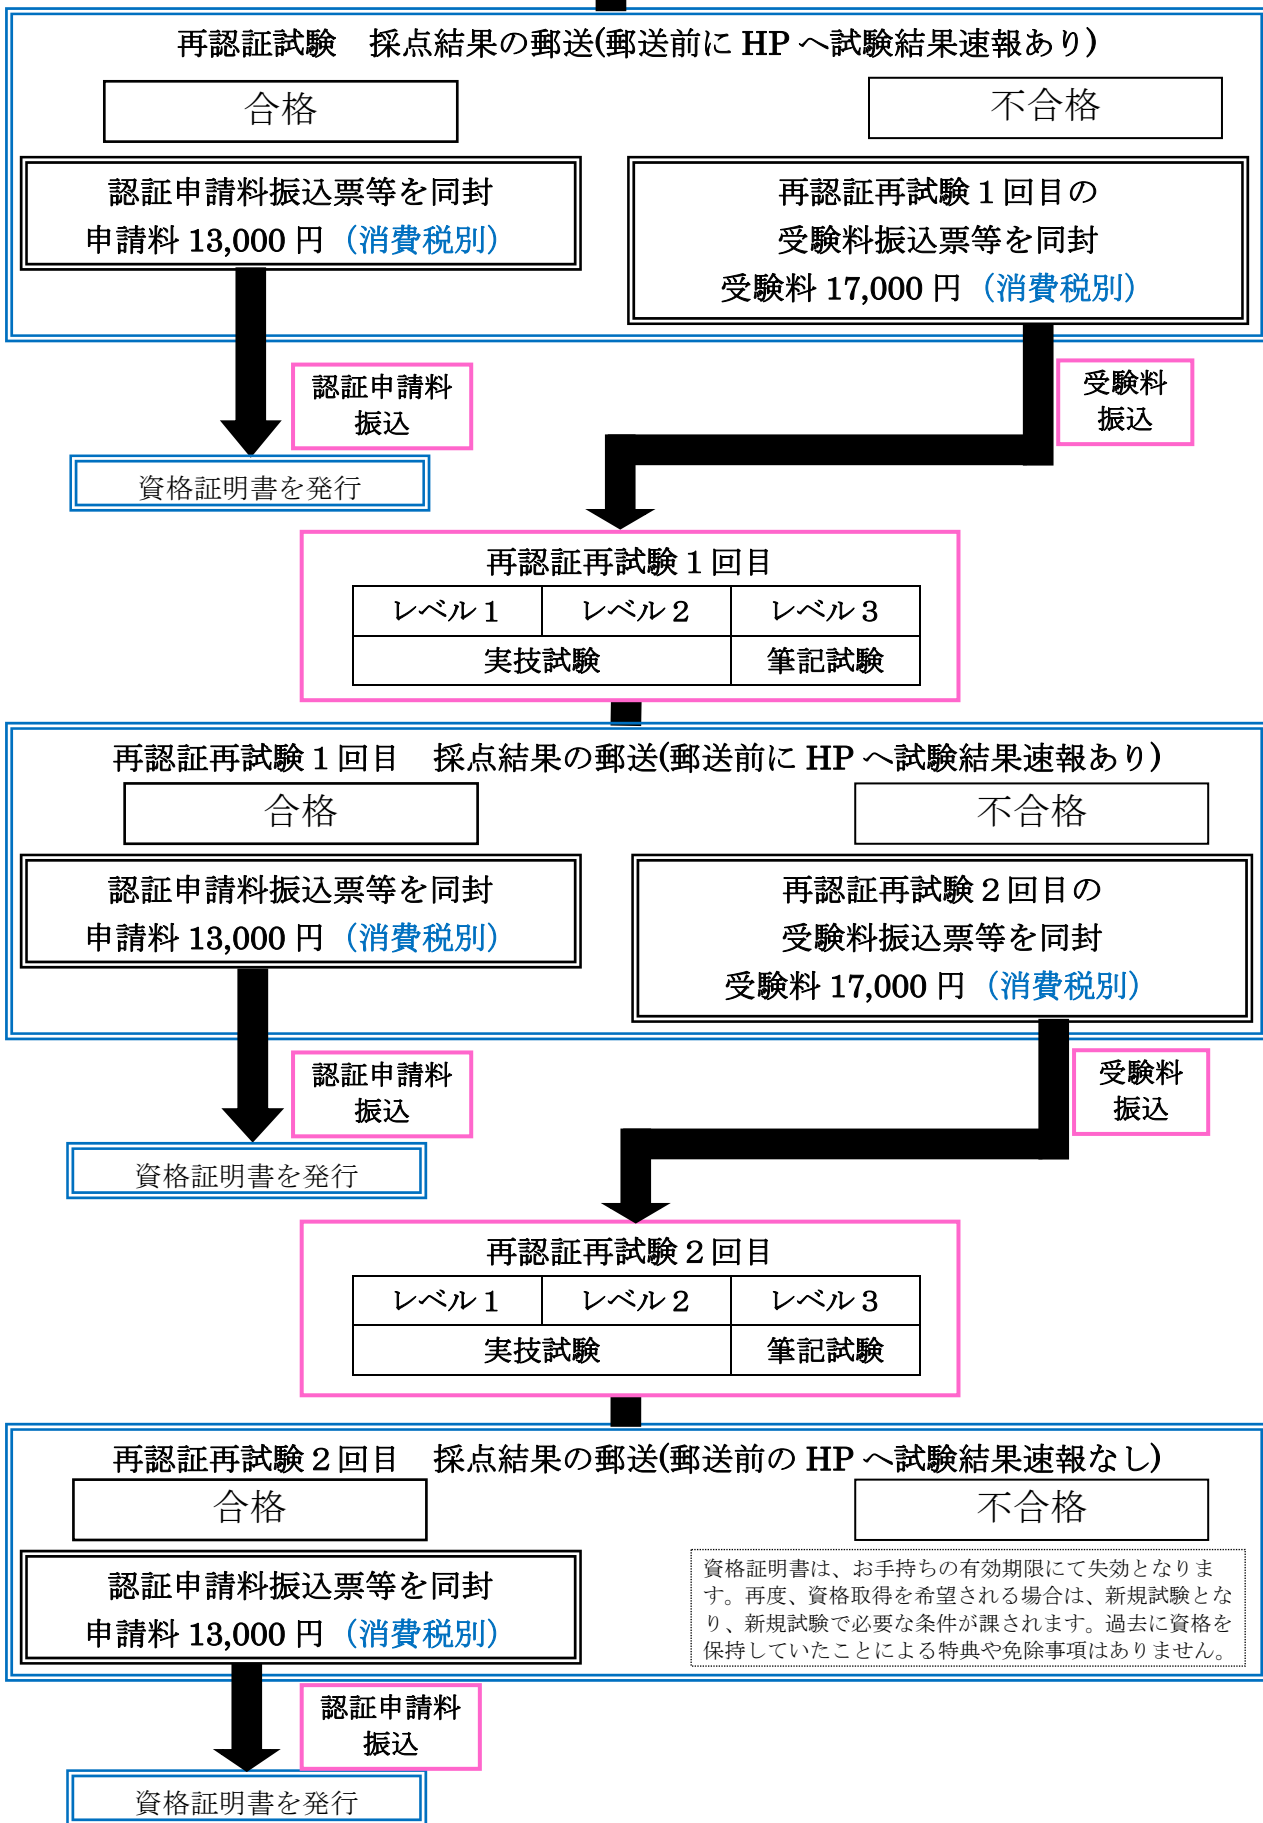 再認証試験　採点結果の郵送(郵送前に HP へ試験結果速報あり)
合格
不合格
認証申請料振込票等を同封
申請料 13,000 円（消費税別）
再認証再試験１回目の
受験料振込票等を同封
受験料 17,000 円（消費税別）
認証申請料
振込
受験料
振込
資格証明書を発行
再認証再試験１回目
レベル１
レベル２
レベル３
実技試験
筆記試験
再認証再試験１回目　採点結果の郵送(郵送前に HP へ試験結果速報あり)
合格
不合格
認証申請料振込票等を同封
申請料 13,000 円（消費税別）
再認証再試験２回目の
受験料振込票等を同封
受験料 17,000 円（消費税別）
認証申請料
振込
受験料
振込
資格証明書を発行
再認証再試験２回目
レベル１
レベル２
レベル３
実技試験
筆記試験
再認証再試験２回目　採点結果の郵送(郵送前の HP へ試験結果速報なし)
合格
不合格
認証申請料振込票等を同封
申請料 13,000 円（消費税別）
資格証明書は、お手持ちの有効期限にて失効となりま
す。再度、資格取得を希望される場合は、新規試験とな
り、新規試験で必要な条件が課されます。過去に資格を
保持していたことによる特典や免除事項はありません。
認証申請料
振込
資格証明書を発行